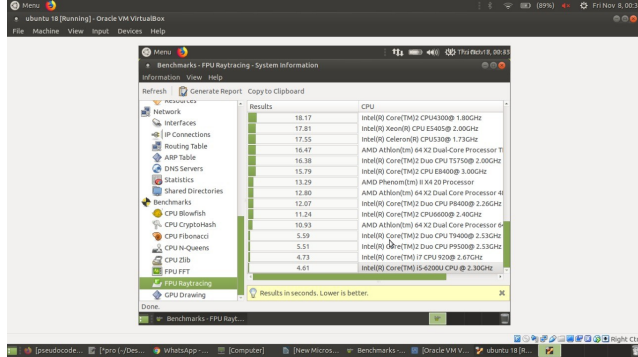 Menu
(89%)
Fri Nov 8, 00:3
ubuntu 18 [Running] - Oracle VM VirtualBox
File Machine View Input Devices Help
Menu
Benchmarks - FPU Raytracing - System Information
Information View Help
Refresh Generate Report Copy to Clipboard
Resources
Network
Interfaces
IP Connections
Routing Table
ARP Table
DNS Servers
Statistics
Shared Directories
Benchmarks
CPU Blowfish
CPU CryptoHash
CPU Fibonacci
CPU N-Queens
CPU Zlib
FPU FFT
FPU Raytracing
GPU Drawing
Results CPU
18.17 Intel(R) Core(TM)2 CPU4300@ 1.80GHz
17.81 Intel(R) Xeon(R) CPU E5405@ 2.00GHz
17.55 Intel(R) Celeron(R) CPU530@ 1.73GHz
16.47 AMD Athlon(tm) 64 X2 Dual-Core Processor
16.38 Intel(R) Core(TM)2 Duo CPU T5750@ 2.00GHz
15.79 Intel(R) Core(TM)2 CPU E8400@ 3.00GHz
13.29 AMD Phenom(tm) II X4 20 Processor
12.80 AMD Athlon(tm) 64 X2 Dual Core Processor
12.07 Intel(R) Core(TM)2 Duo CPU P8400@ 2.26GHz
11.24 Intel(R) Core(TM)2 CPU6600@ 2.40GHz
10.93 AMD Athlon(tm) 64 X2 Dual Core Processor
5.59 Intel(R) Core(TM)2 Duo CPU T9400@ 2.53GHz
5.51 Intel(R) Core(TM)2 Duo CPU P9500@ 2.53GHz
4.73 Intel(R) Core(TM) i7 CPU 920@ 2.67GHz
4.61 Intel(R) Core(TM) i5-6200U CPU @ 2.30GHz
Results in seconds. Lower is better.
Done.
Benchmarks - FPU Rayt...
Right Ct
[pseudocode... [*pro (~/Des... WhatsApp - ... [Computer] [New Micros... Benchmarks -... [Oracle VM V... ubuntu 18 [R...